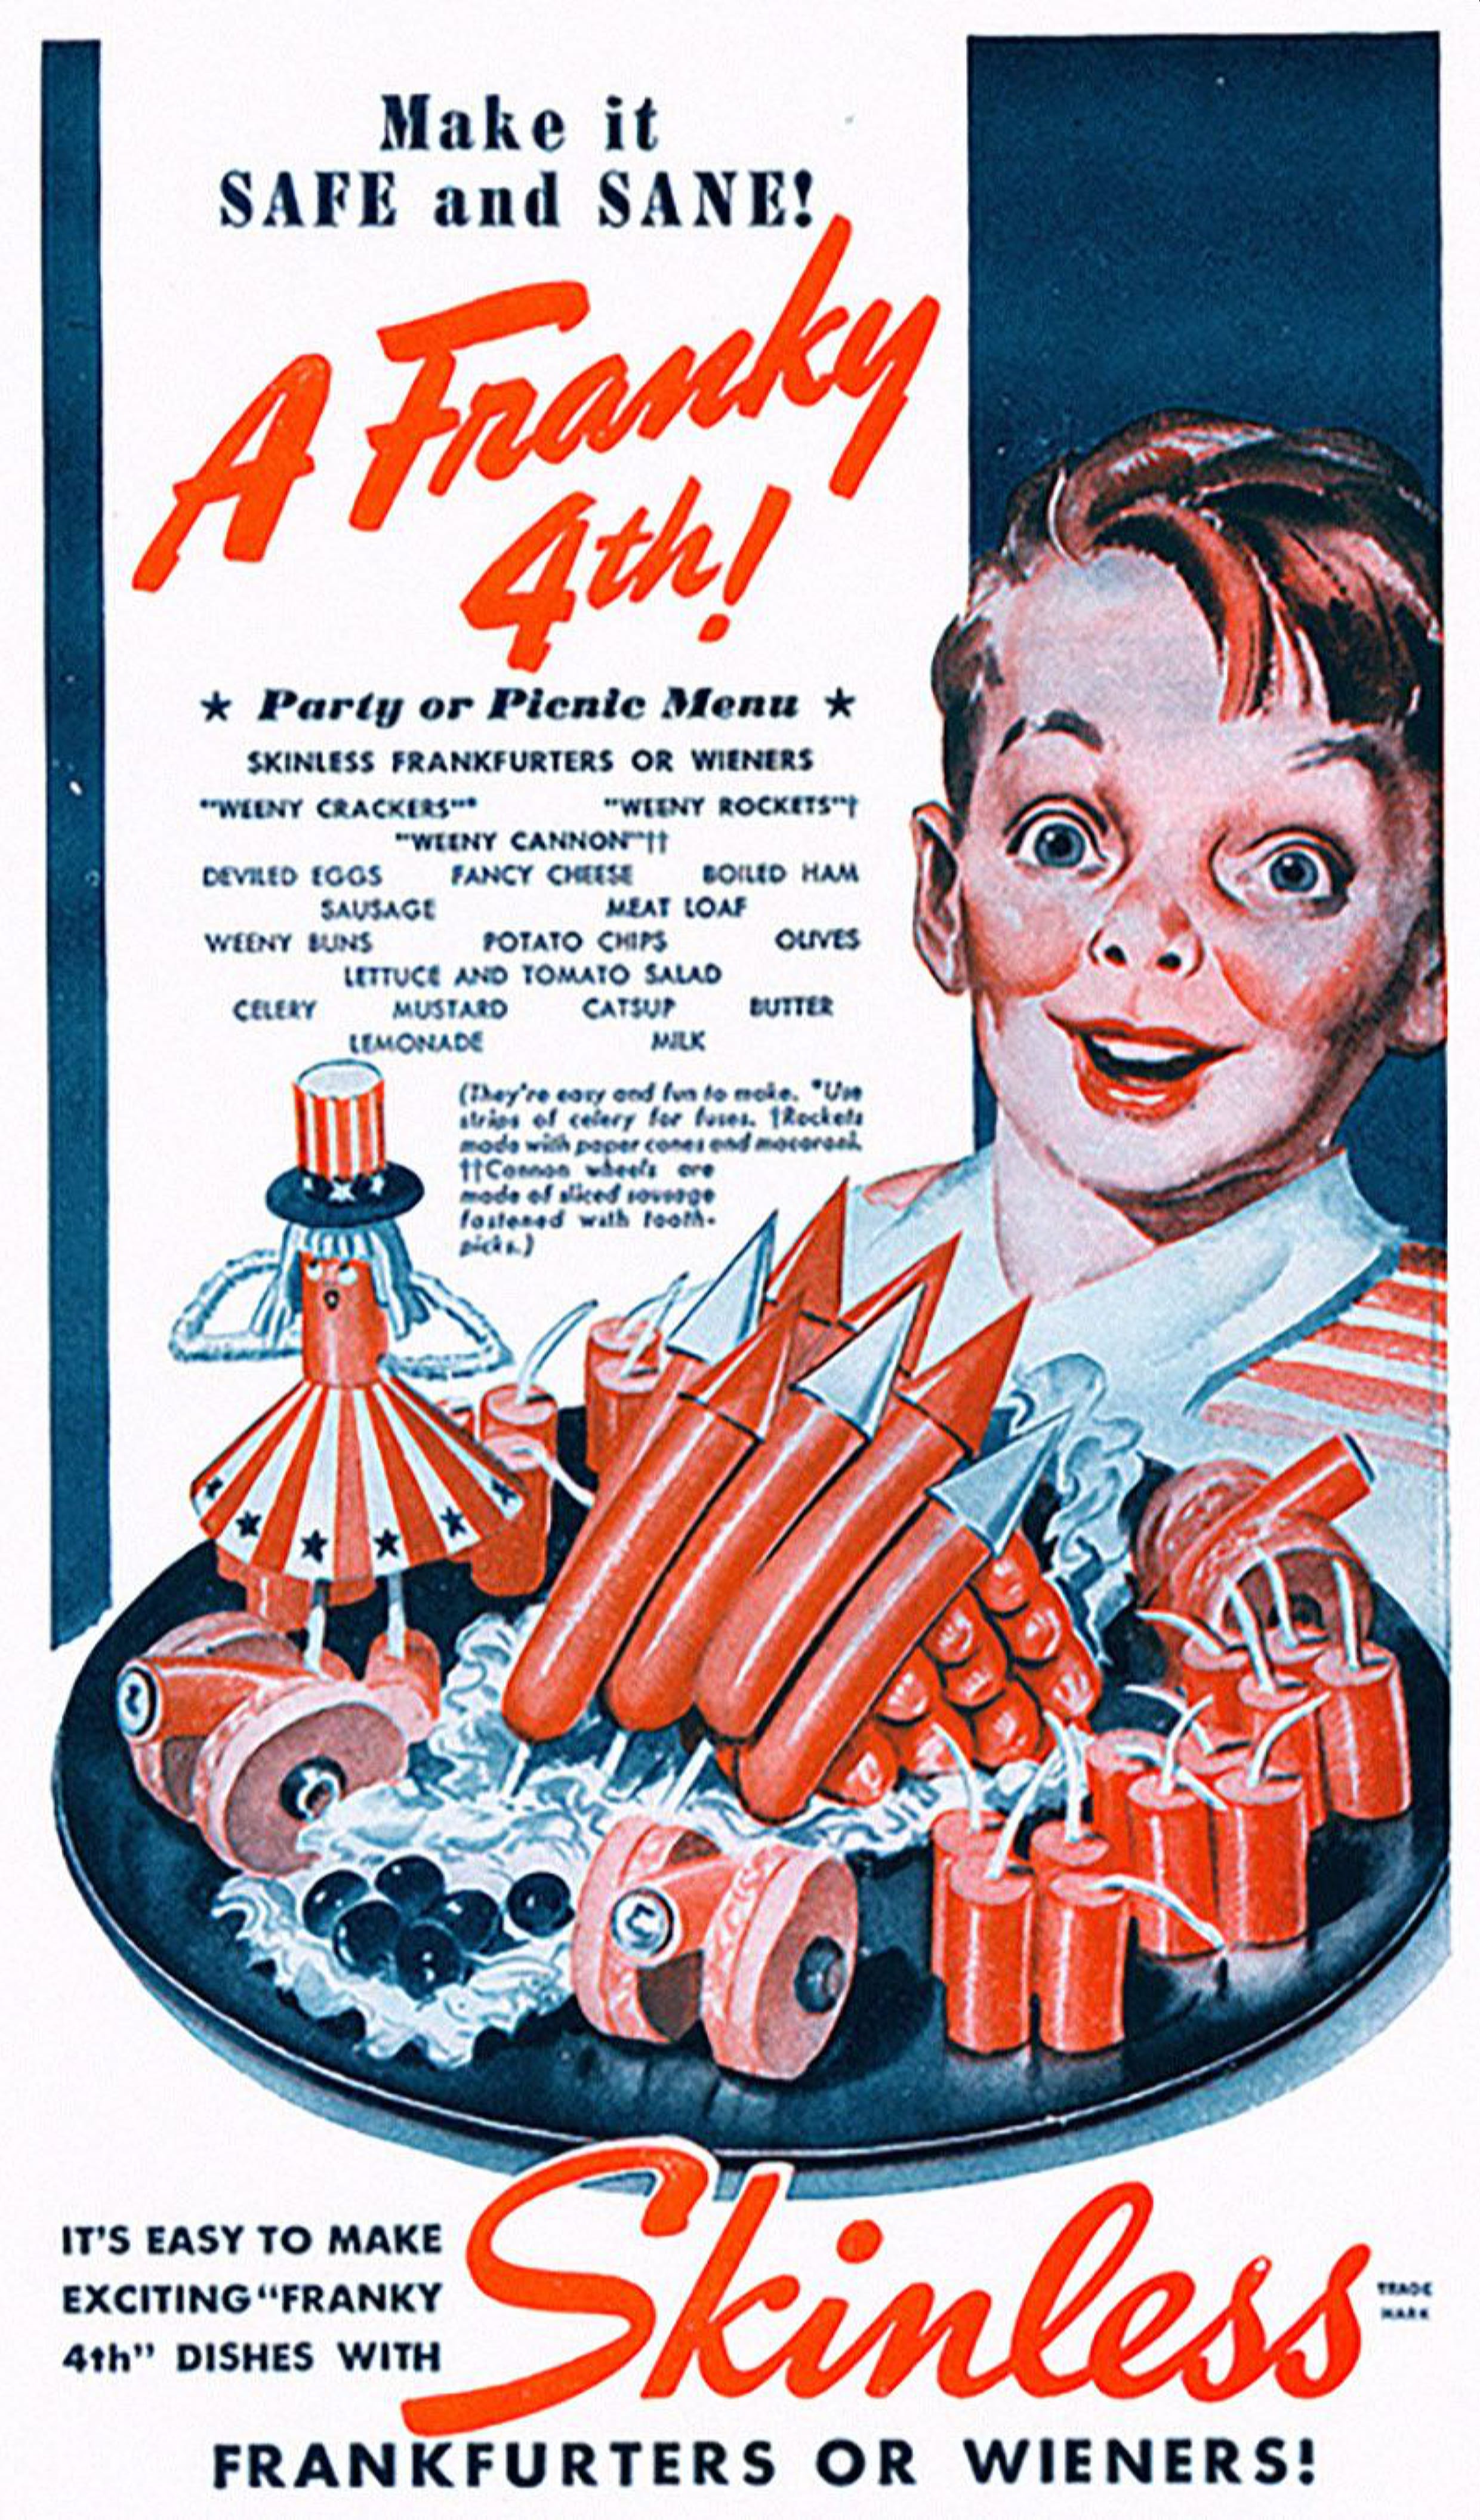 Make it
SAFE and SANE!
A Franky
4th!
★ Party or Picnic Menu ★
SKINLESS FRANKFURTERS OR WIENERS
"WEENY CRACKERS"* "WEENY ROCKETS"†
"WEENY CANNON"††
DEVILED EGGS FANCY CHEESE BOILED HAM
SAUSAGE MEAT LOAF
WEENY BUNS POTATO CHIPS OLIVES
LETTUCE AND TOMATO SALAD
CELERY MUSTARD CATSUP BUTTER
LEMONADE MILK
(They're easy and fun to make. *Use
strips of celery for fuses. †Rockets
made with paper cones and macaroni.
††Cannon wheels are
made of sliced sausage
fastened with tooth-
picks.)
IT'S EASY TO MAKE
EXCITING "FRANKY
4th" DISHES WITH
Skinless
TRADE
MARK
FRANKFURTERS OR WIENERS!